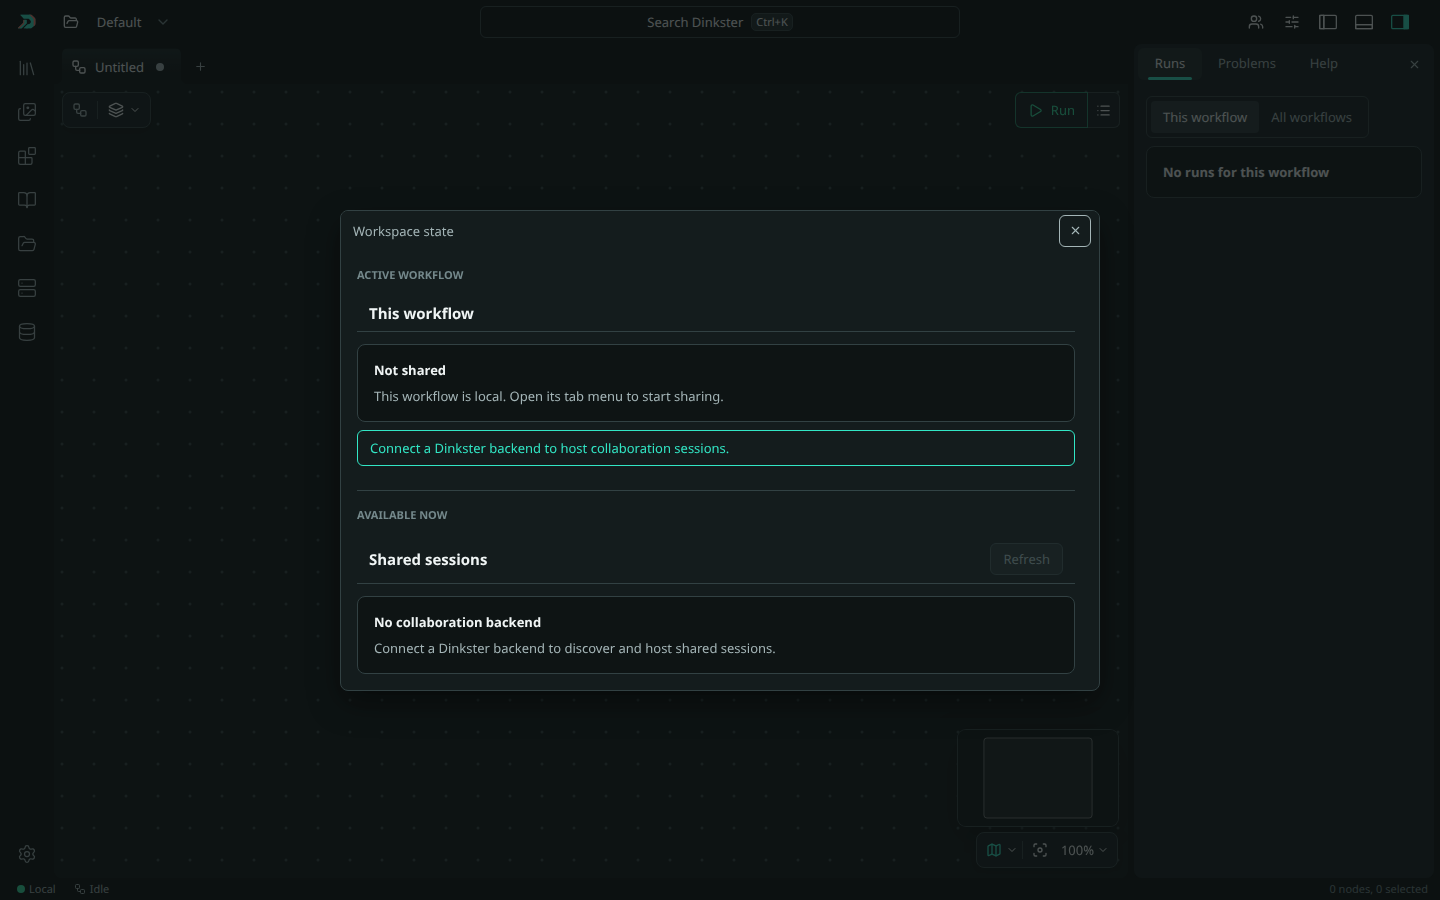 Default
Search Dinkster Ctrl+K
Untitled
Run
Runs Problems Help
This workflow All workflows
No runs for this workflow
Workspace state
ACTIVE WORKFLOW
This workflow
Not shared
This workflow is local. Open its tab menu to start sharing.
Connect a Dinkster backend to host collaboration sessions.
AVAILABLE NOW
Shared sessions
Refresh
No collaboration backend
Connect a Dinkster backend to discover and host shared sessions.
100%
Local Idle
0 nodes, 0 selected